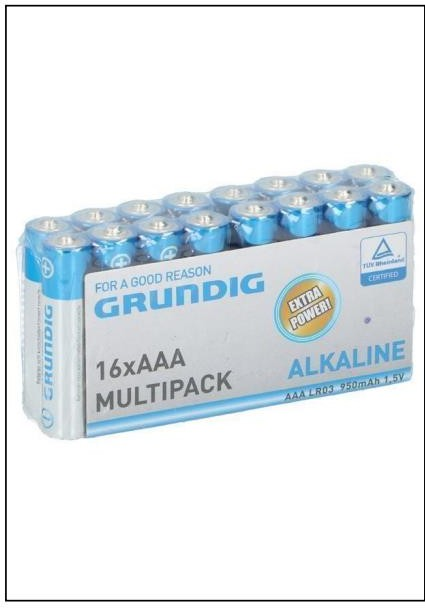 FOR A GOOD REASON
GRUNDIG
16xAAA
MULTIPACK
EXTRA
POWER!
TÜV Rheinland
CERTIFIED
ALKALINE
AAA LR03 950mAh 1.5V
GRUNDIG